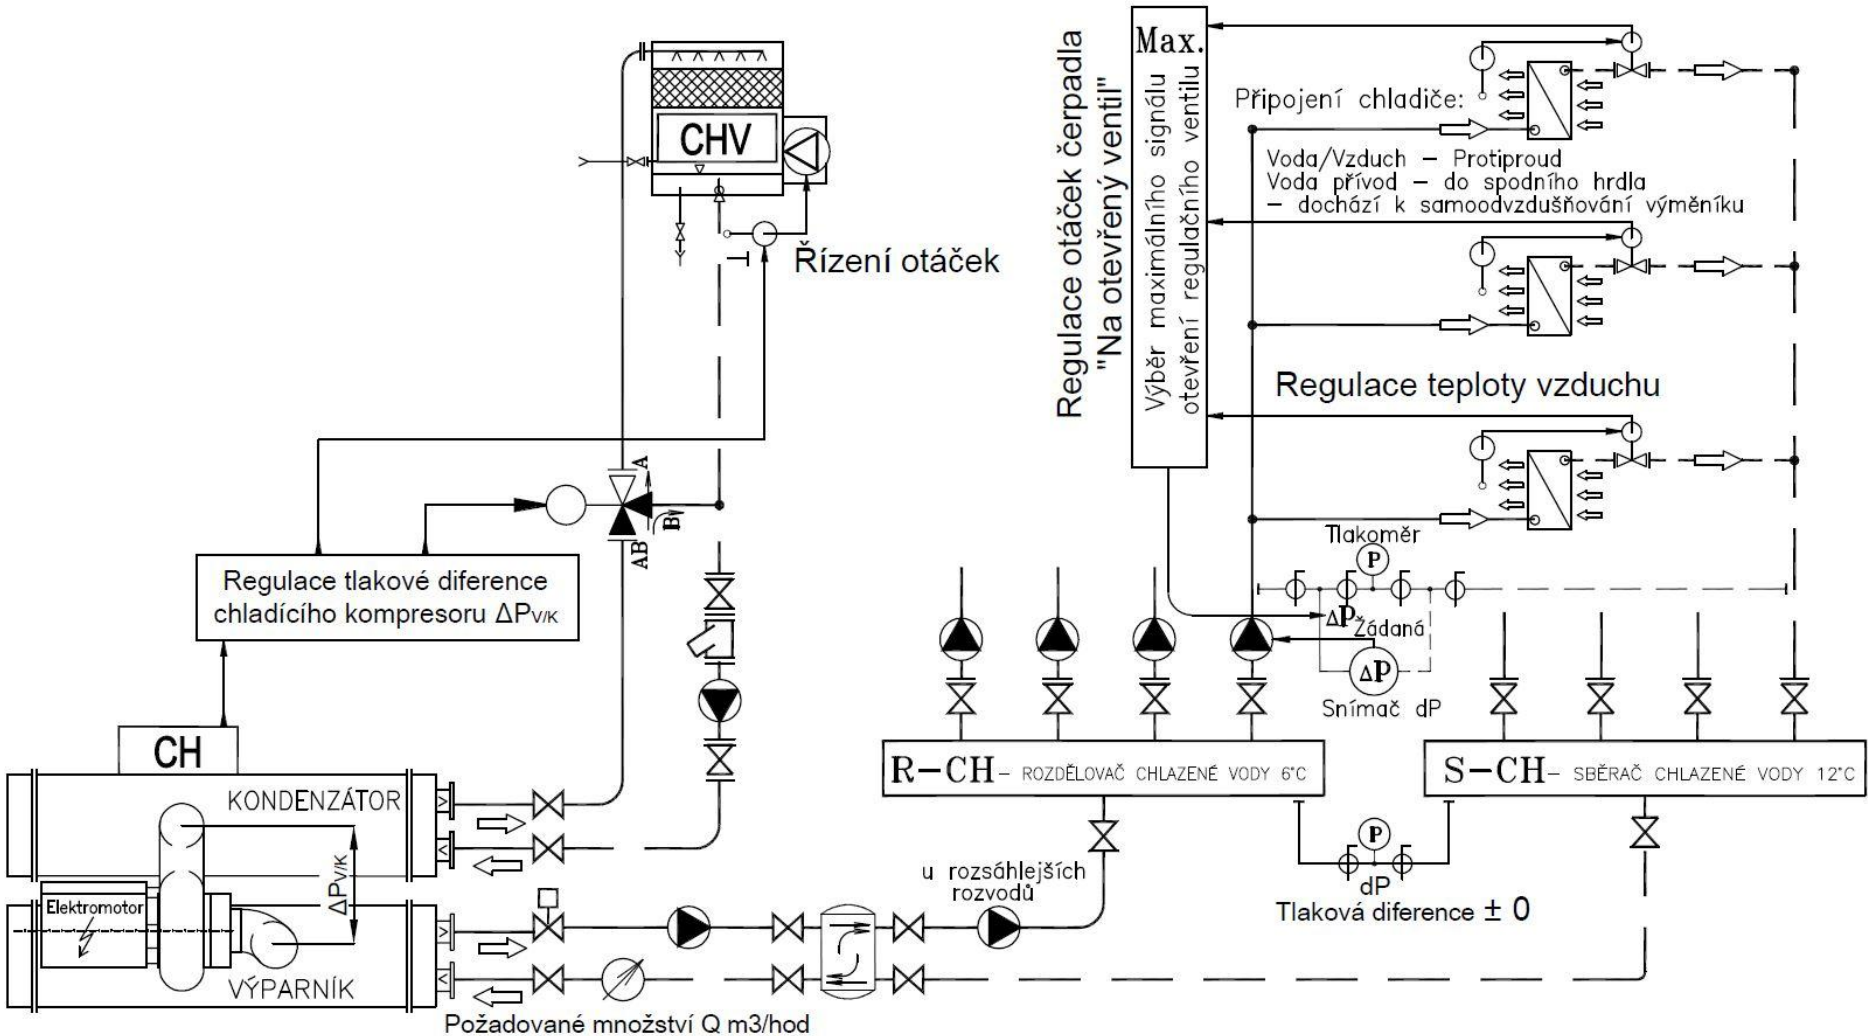 CHV
Řízení otáček
A
B
AB
Regulace tlakové diference
chladícího kompresoru ΔPV/K
CH
KONDENZÁTOR
ΔPV/K
Elektromotor
VÝPARNÍK
Požadované množství Q m3/hod
u rozsáhlejších
rozvodů
Regulace otáček čerpadla
"Na otevřený ventil"
Max.
Výběr maximálního signálu
otevření regulačního ventilu
Připojení chladiče:
Voda/Vzduch – Protiproud
Voda přívod – do spodního hrdla
– dochází k samoodvzdušňování výměníku
Regulace teploty vzduchu
Tlakoměr
P
ΔP Žádaná
ΔP
Snímač dP
R–CH– ROZDĚLOVAČ CHLAZENÉ VODY 6°C
S–CH– SBĚRAČ CHLAZENÉ VODY 12°C
P
dP
Tlaková diference ± 0